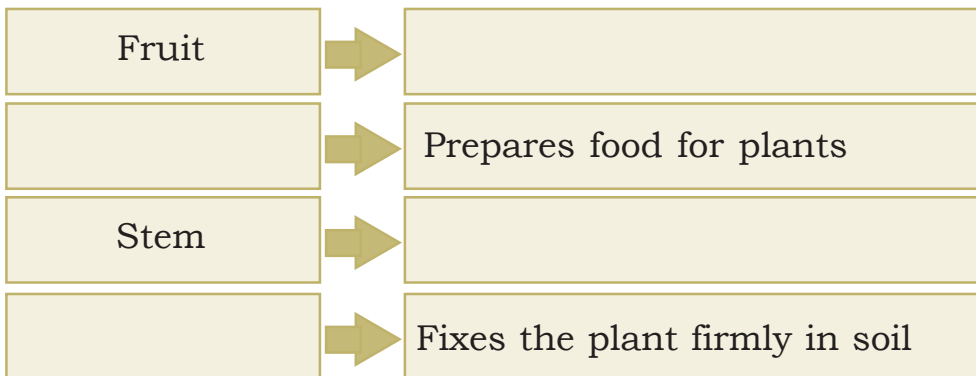 Fruit
Prepares food for plants
Stem
Fixes the plant firmly in soil